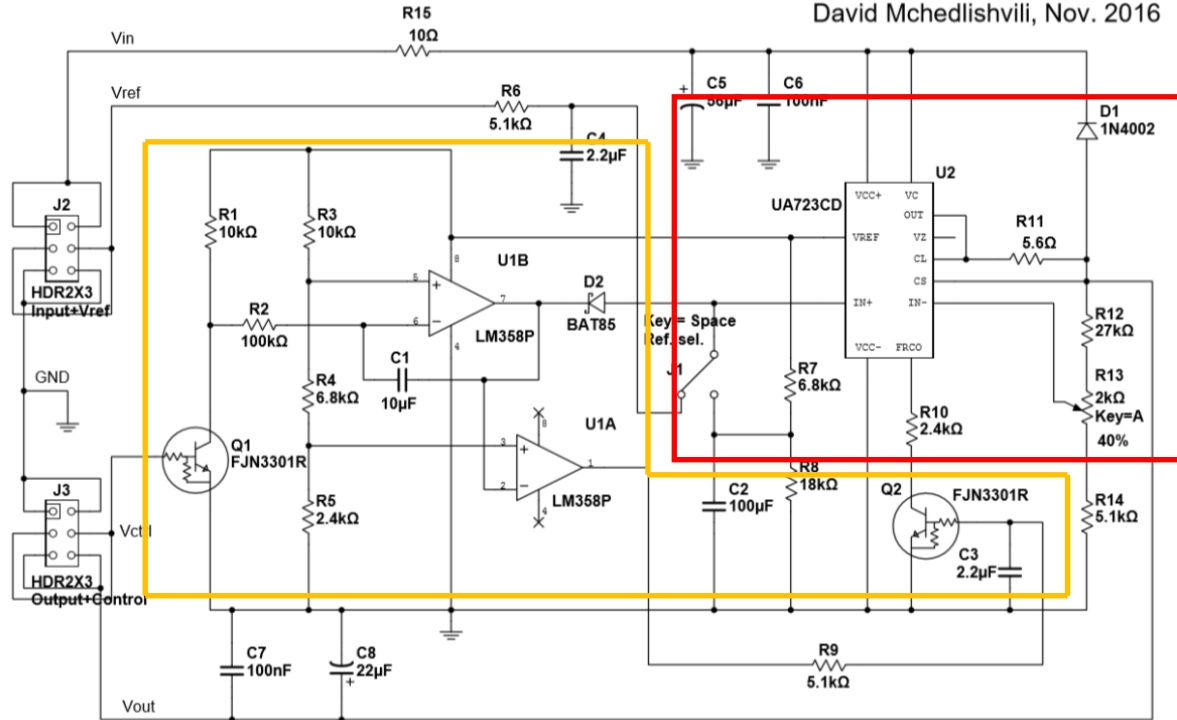 David Mchedlishvili, Nov. 2016
R15
10Ω
Vin
Vref
R6
5.1kΩ
C4
2.2µF
C5
56µF
C6
100nF
D1
1N4002
U2
UA723CD
VCC+
VC
OUT
VREF
VZ
CL
CS
IN+
IN-
VCC-
FRCO
R11
5.6Ω
J2
HDR2X3
Input+Vref
R1
10kΩ
R3
10kΩ
U1B
8
5
6
7
4
LM358P
D2
BAT85
Key = Space
Ref. sel.
J1
R2
100kΩ
C1
10µF
R4
6.8kΩ
R7
6.8kΩ
R12
27kΩ
R13
2kΩ
Key=A
40%
GND
Q1
FJN3301R
U1A
8
3
2
1
4
LM358P
R10
2.4kΩ
R8
18kΩ
J3
HDR2X3
Output+Control
R5
2.4kΩ
C2
100µF
Q2
FJN3301R
C3
2.2µF
R14
5.1kΩ
C7
100nF
C8
22µF
+
R9
5.1kΩ
Vout